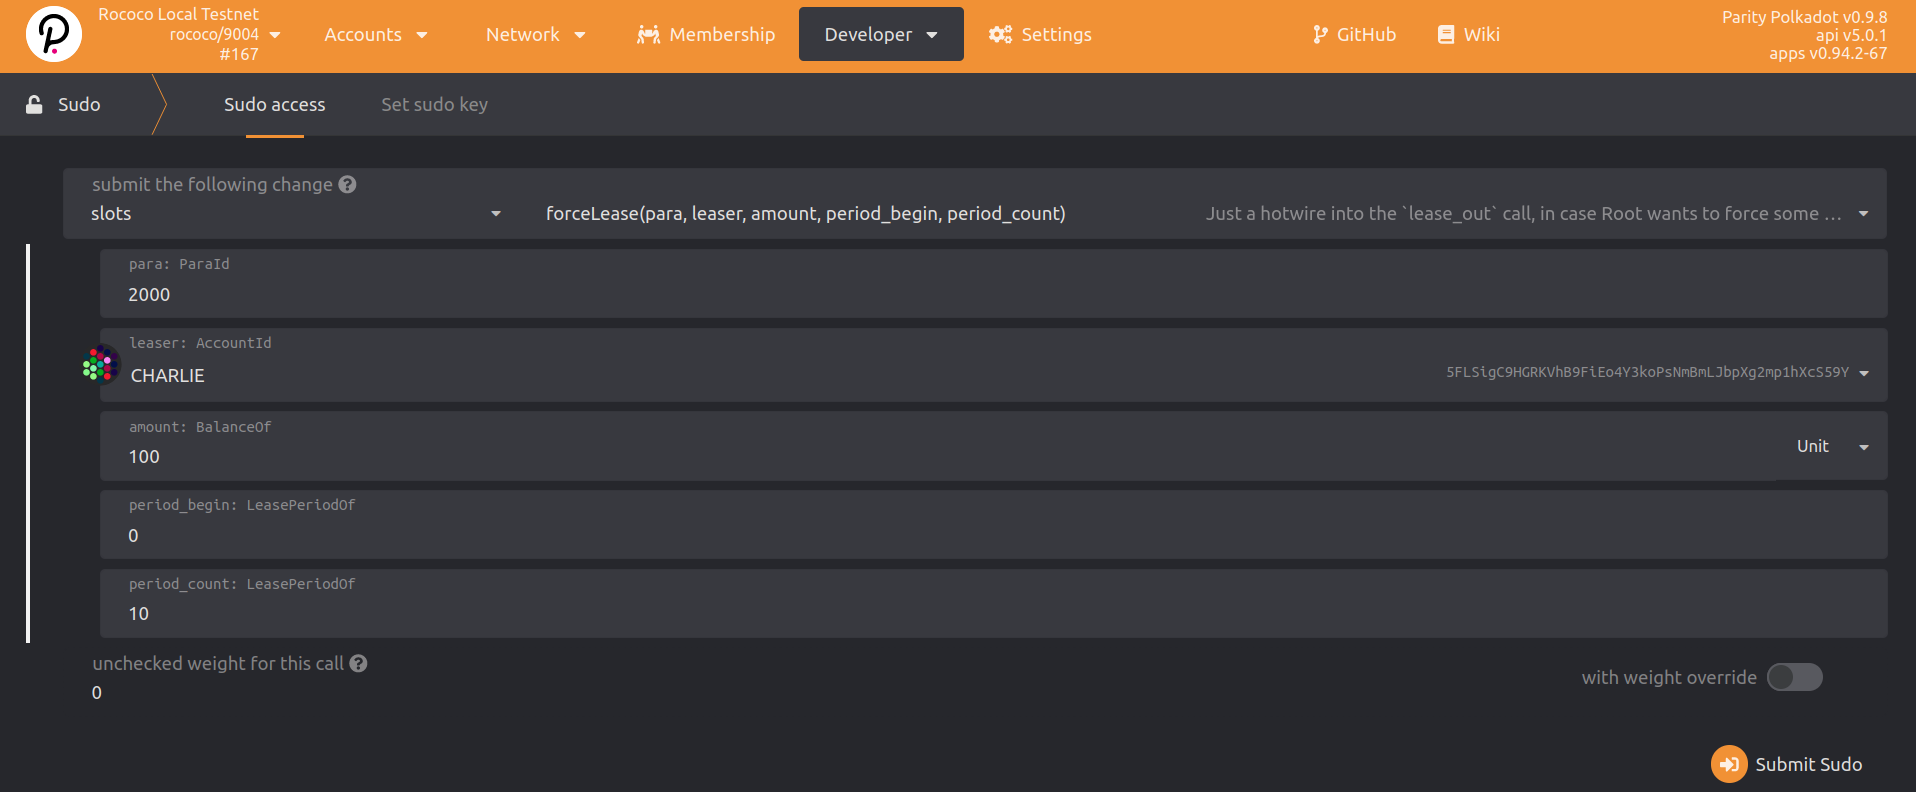 Rococo Local Testnet
rococo/9004
#167
Accounts
Network
Membership
Developer
Settings
GitHub
Wiki
Parity Polkadot v0.9.8
api v5.0.1
apps v0.94.2-67
Sudo
Sudo access
Set sudo key
submit the following change
slots
forceLease(para, leaser, amount, period_begin, period_count)
Just a hotwire into the `lease_out` call, in case Root wants to force some …
para: ParaId
2000
leaser: AccountId
CHARLIE
5FLSigC9HGRKVhB9FiEo4Y3koPsNmBmLJbpXg2mp1hXcS59Y
amount: BalanceOf
100
Unit
period_begin: LeasePeriodOf
0
period_count: LeasePeriodOf
10
unchecked weight for this call
0
with weight override
Submit Sudo